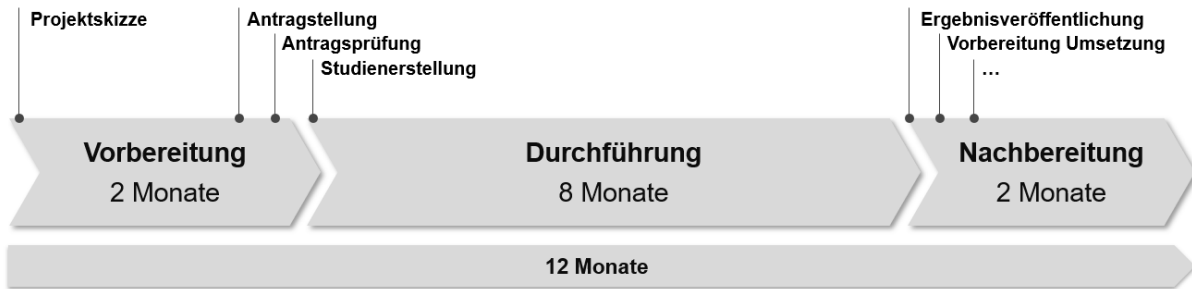 Projektskizze
Antragstellung
Antragsprüfung
Studienerstellung
Ergebnisveröffentlichung
Vorbereitung Umsetzung
...
Vorbereitung
2 Monate
Durchführung
8 Monate
Nachbereitung
2 Monate
12 Monate